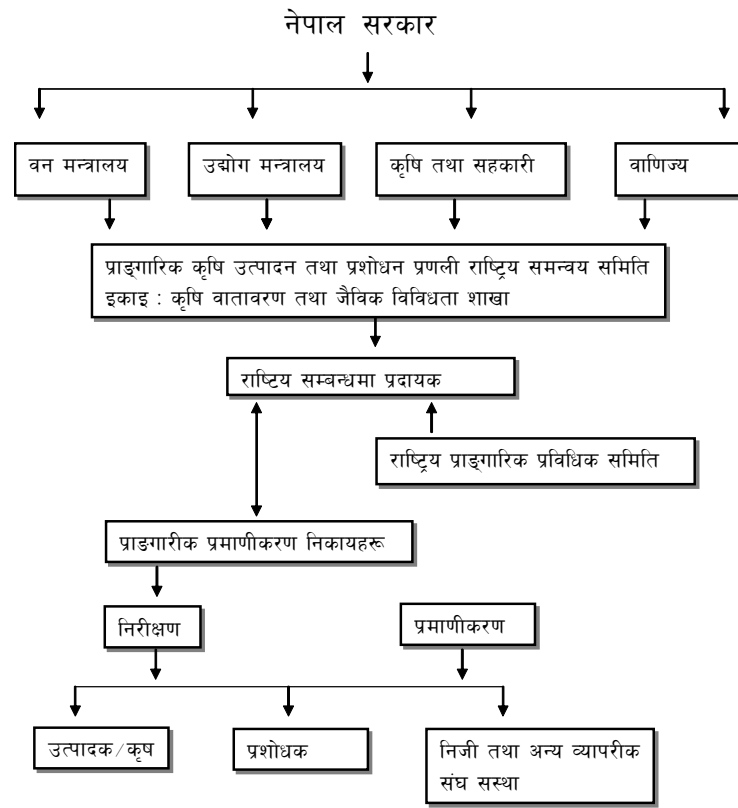 नेपाल सरकार
वन मन्त्रालय
उद्योग मन्त्रालय
कृषि तथा सहकारी
वाणिज्य
प्राङ्गारिक कृषि उत्पादन तथा प्रशोधन प्रणली राष्ट्रिय समन्वय समिति
इकाइ : कृषि वातावरण तथा जैविक विविधता शाखा
राष्टिय सम्बन्धमा प्रदायक
राष्ट्रिय प्राङ्गारिक प्रविधिक समिति
प्राङगारीक प्रमाणीकरण निकायहरू
निरीक्षण
प्रमाणीकरण
उत्पादक/कृष
प्रशोधक
निजी तथा अन्य व्यापरीक
संघ सस्था